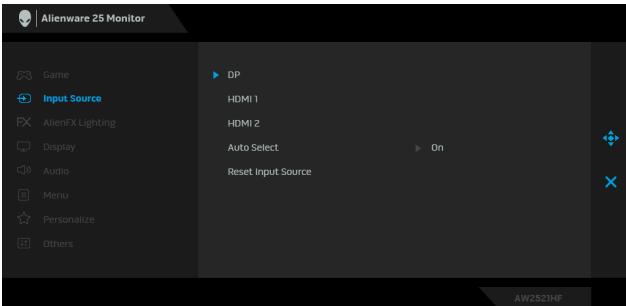 Alienware 25 Monitor
Game
Input Source
AlienFX Lighting
Display
Audio
Menu
Personalize
Others
DP
HDMI 1
HDMI 2
Auto Select On
Reset Input Source
AW2521HF